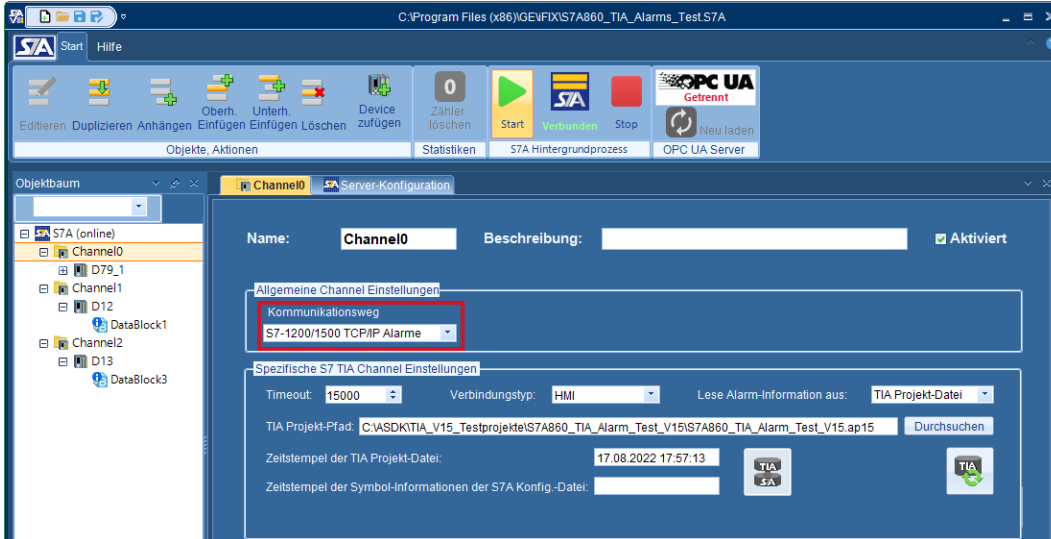 C:\Program Files (x86)\GE\iFIX\S7A860_TIA_Alarms_Test.S7A
S7A Start Hilfe
Editieren Duplizieren Anhängen Oberh. Einfügen Unterh. Einfügen Löschen Device zufügen
0 Zähler löschen
Start S7A Verbunden Stop
OPC UA
Getrennt
Neu laden
Objekte, Aktionen Statistiken S7A Hintergrundprozess OPC UA Server
Objektbaum
Channel0 S7A Server-Konfiguration
S7A (online)
Channel0
D79_1
Channel1
D12
DataBlock1
Channel2
D13
DataBlock3
Name: Channel0 Beschreibung: Aktiviert
Allgemeine Channel Einstellungen
Kommunikationsweg
S7-1200/1500 TCP/IP Alarme
Spezifische S7 TIA Channel Einstellungen
Timeout: 15000 Verbindungstyp: HMI Lese Alarm-Information aus: TIA Projekt-Datei
TIA Projekt-Pfad: C:\ASDK\TIA_V15_Testprojekte\S7A860_TIA_Alarm_Test_V15\S7A860_TIA_Alarm_Test_V15.ap15 Durchsuchen
Zeitstempel der TIA Projekt-Datei: 17.08.2022 17:57:13
TIA S7A
TIA
Zeitstempel der Symbol-Informationen der S7A Konfig.-Datei: